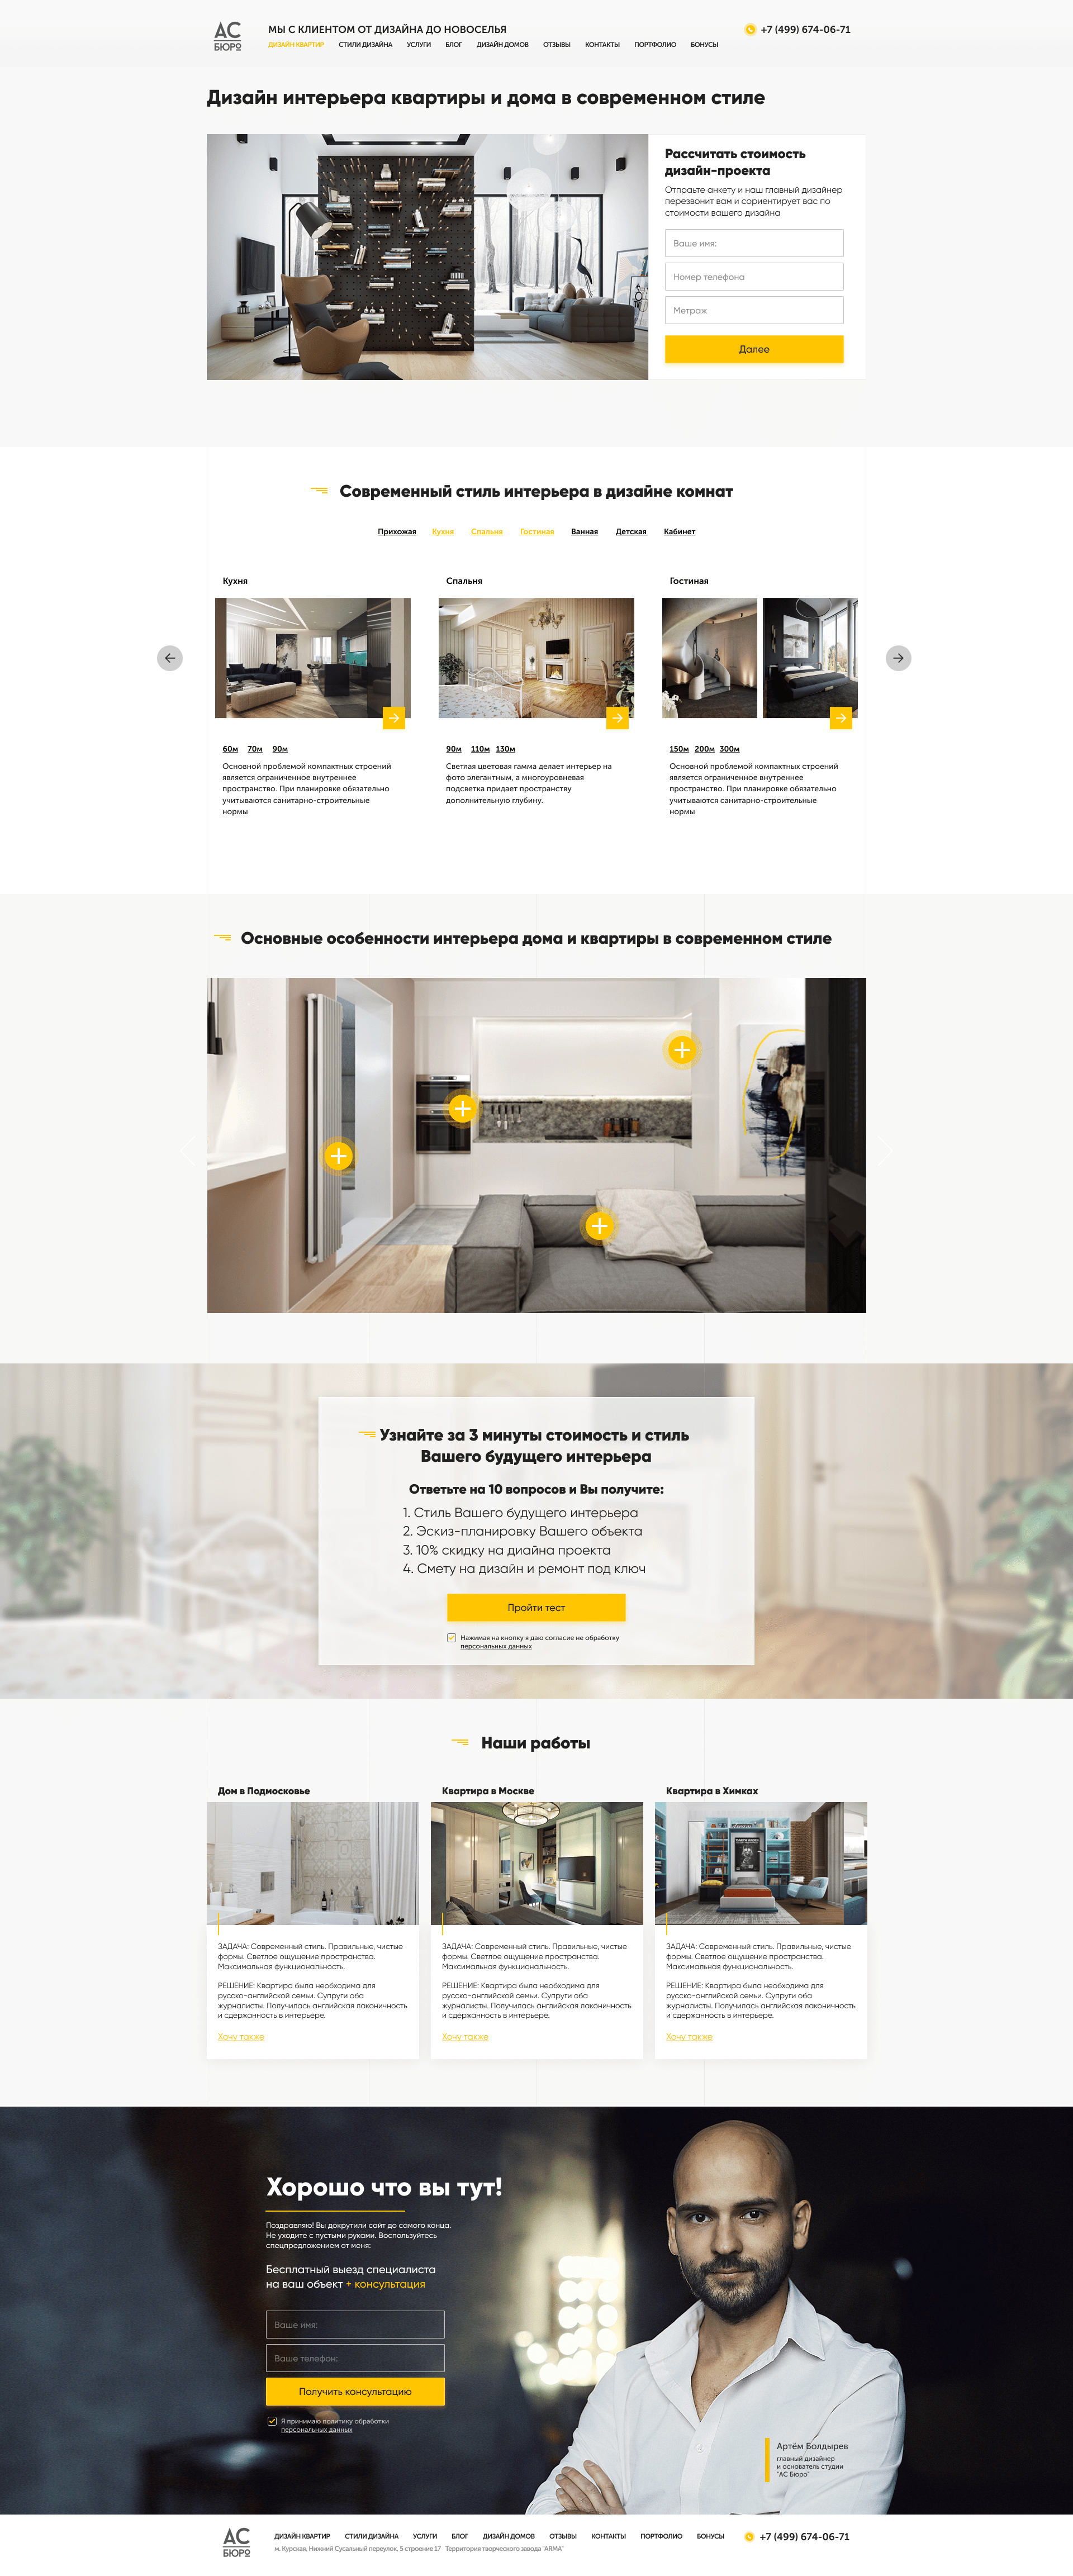 АС
БЮРО
МЫ С КЛИЕНТОМ ОТ ДИЗАЙНА ДО НОВОСЕЛЬЯ
+7 (499) 674-06-71
ДИЗАЙН КВАРТИР СТИЛИ ДИЗАЙНА УСЛУГИ БЛОГ ДИЗАЙН ДОМОВ ОТЗЫВЫ КОНТАКТЫ ПОРТФОЛИО БОНУСЫ
Дизайн интерьера квартиры и дома в современном стиле
Рассчитать стоимость
дизайн-проекта
Отпраьте анкету и наш главный дизайнер
перезвонит вам и сориентирует вас по
стоимости вашего дизайна
Ваше имя:
Номер телефона
Метраж
Далее
Современный стиль интерьера в дизайне комнат
Прихожая Кухня Спальня Гостиная Ванная Детская Кабинет
Кухня
Спальня
Гостиная
60м 70м 90м
Основной проблемой компактных строений
является ограниченное внутреннее
пространство. При планировке обязательно
учитываются санитарно-строительные
нормы
90м 110м 130м
Светлая цветовая гамма делает интерьер на
фото элегантным, а многоуровневая
подсветка придает пространству
дополнительную глубину.
150м 200м 300м
Основной проблемой компактных строений
является ограниченное внутреннее
пространство. При планировке обязательно
учитываются санитарно-строительные
нормы
Основные особенности интерьера дома и квартиры в современном стиле
Узнайте за 3 минуты стоимость и стиль
Вашего будущего интерьера
Ответьте на 10 вопросов и Вы получите:
1. Стиль Вашего будущего интерьера
2. Эскиз-планировку Вашего объекта
3. 10% скидку на диайна проекта
4. Смету на дизайн и ремонт под ключ
Пройти тест
Нажимая на кнопку я даю согласие не обработку
персональных данных
Наши работы
Дом в Подмосковье
ЗАДАЧА: Современный стиль. Правильные, чистые
формы. Светлое ощущение пространства.
Максимальная функциональность.
РЕШЕНИЕ: Квартира была необходима для
русско-английской семьи. Супруги оба
журналисты. Получилась английская лаконичность
и сдержанность в интерьере.
Хочу также
Квартира в Москве
ЗАДАЧА: Современный стиль. Правильные, чистые
формы. Светлое ощущение пространства.
Максимальная функциональность.
РЕШЕНИЕ: Квартира была необходима для
русско-английской семьи. Супруги оба
журналисты. Получилась английская лаконичность
и сдержанность в интерьере.
Хочу также
Квартира в Химках
ЗАДАЧА: Современный стиль. Правильные, чистые
формы. Светлое ощущение пространства.
Максимальная функциональность.
РЕШЕНИЕ: Квартира была необходима для
русско-английской семьи. Супруги оба
журналисты. Получилась английская лаконичность
и сдержанность в интерьере.
Хочу также
Хорошо что вы тут!
Поздравляю! Вы докрутили сайт до самого конца.
Не уходите с пустыми руками. Воспользуйтесь
спецпредложением от меня:
Бесплатный выезд специалиста
на ваш объект + консультация
Ваше имя:
Ваше телефон:
Получить консультацию
Я принимаю политику обработки
персональных данных
Артём Болдырев
главный дизайнер
и основатель студии
"АС Бюро"
АС
БЮРО
ДИЗАЙН КВАРТИР СТИЛИ ДИЗАЙНА УСЛУГИ БЛОГ ДИЗАЙН ДОМОВ ОТЗЫВЫ КОНТАКТЫ ПОРТФОЛИО БОНУСЫ
+7 (499) 674-06-71
м. Курская, Нижний Сусальный переулок, 5 строение 17 Территория творческого завода "ARMA"